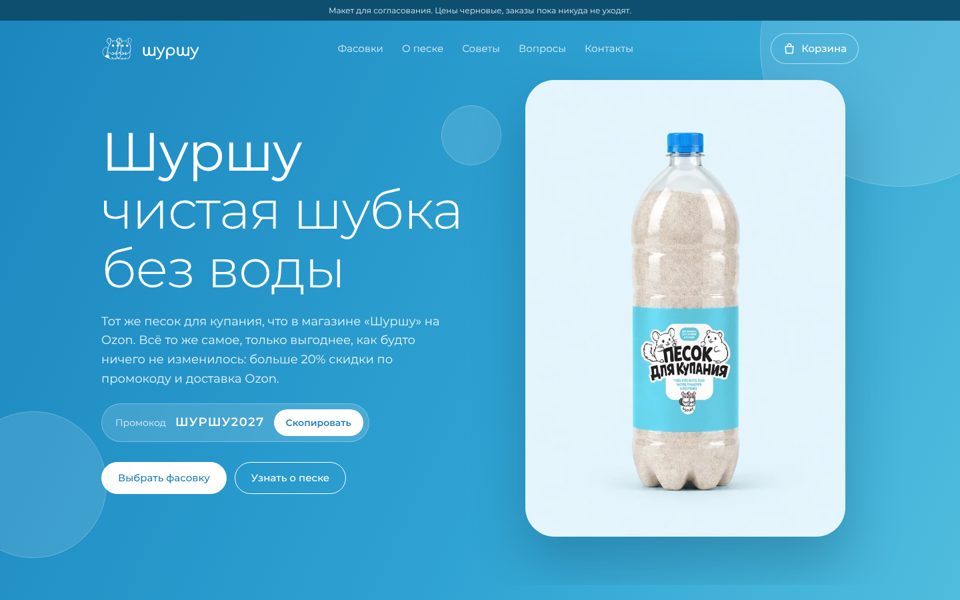 Макет для согласования. Цены черновые, заказы пока никуда не уходят.
шуршу
Фасовки
О песке
Советы
Вопросы
Контакты
Корзина
Шуршу
чистая шубка
без воды
Тот же песок для купания, что в магазине «Шуршу» на
Ozon. Всё то же самое, только выгоднее, как будто
ничего не изменилось: больше 20% скидки по
промокоду и доставка Ozon.
Промокод
ШУРШУ2027
Скопировать
Выбрать фасовку
Узнать о песке
ПЕСОК
ДЛЯ КУПАНИЯ